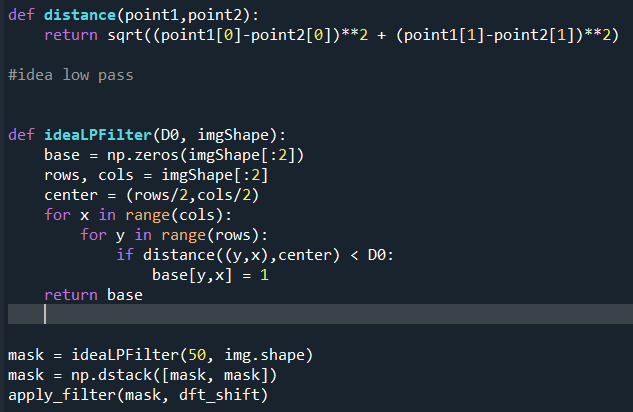 def distance(point1,point2):
    return sqrt((point1[0]-point2[0])**2 + (point1[1]-point2[1])**2)
#idea low pass
def ideaLPFilter(D0, imgShape):
    base = np.zeros(imgShape[:2])
    rows, cols = imgShape[:2]
    center = (rows/2,cols/2)
    for x in range(cols):
        for y in range(rows):
            if distance((y,x),center) < D0:
                base[y,x] = 1
    return base
mask = ideaLPFilter(50, img.shape)
mask = np.dstack([mask, mask])
apply_filter(mask, dft_shift)